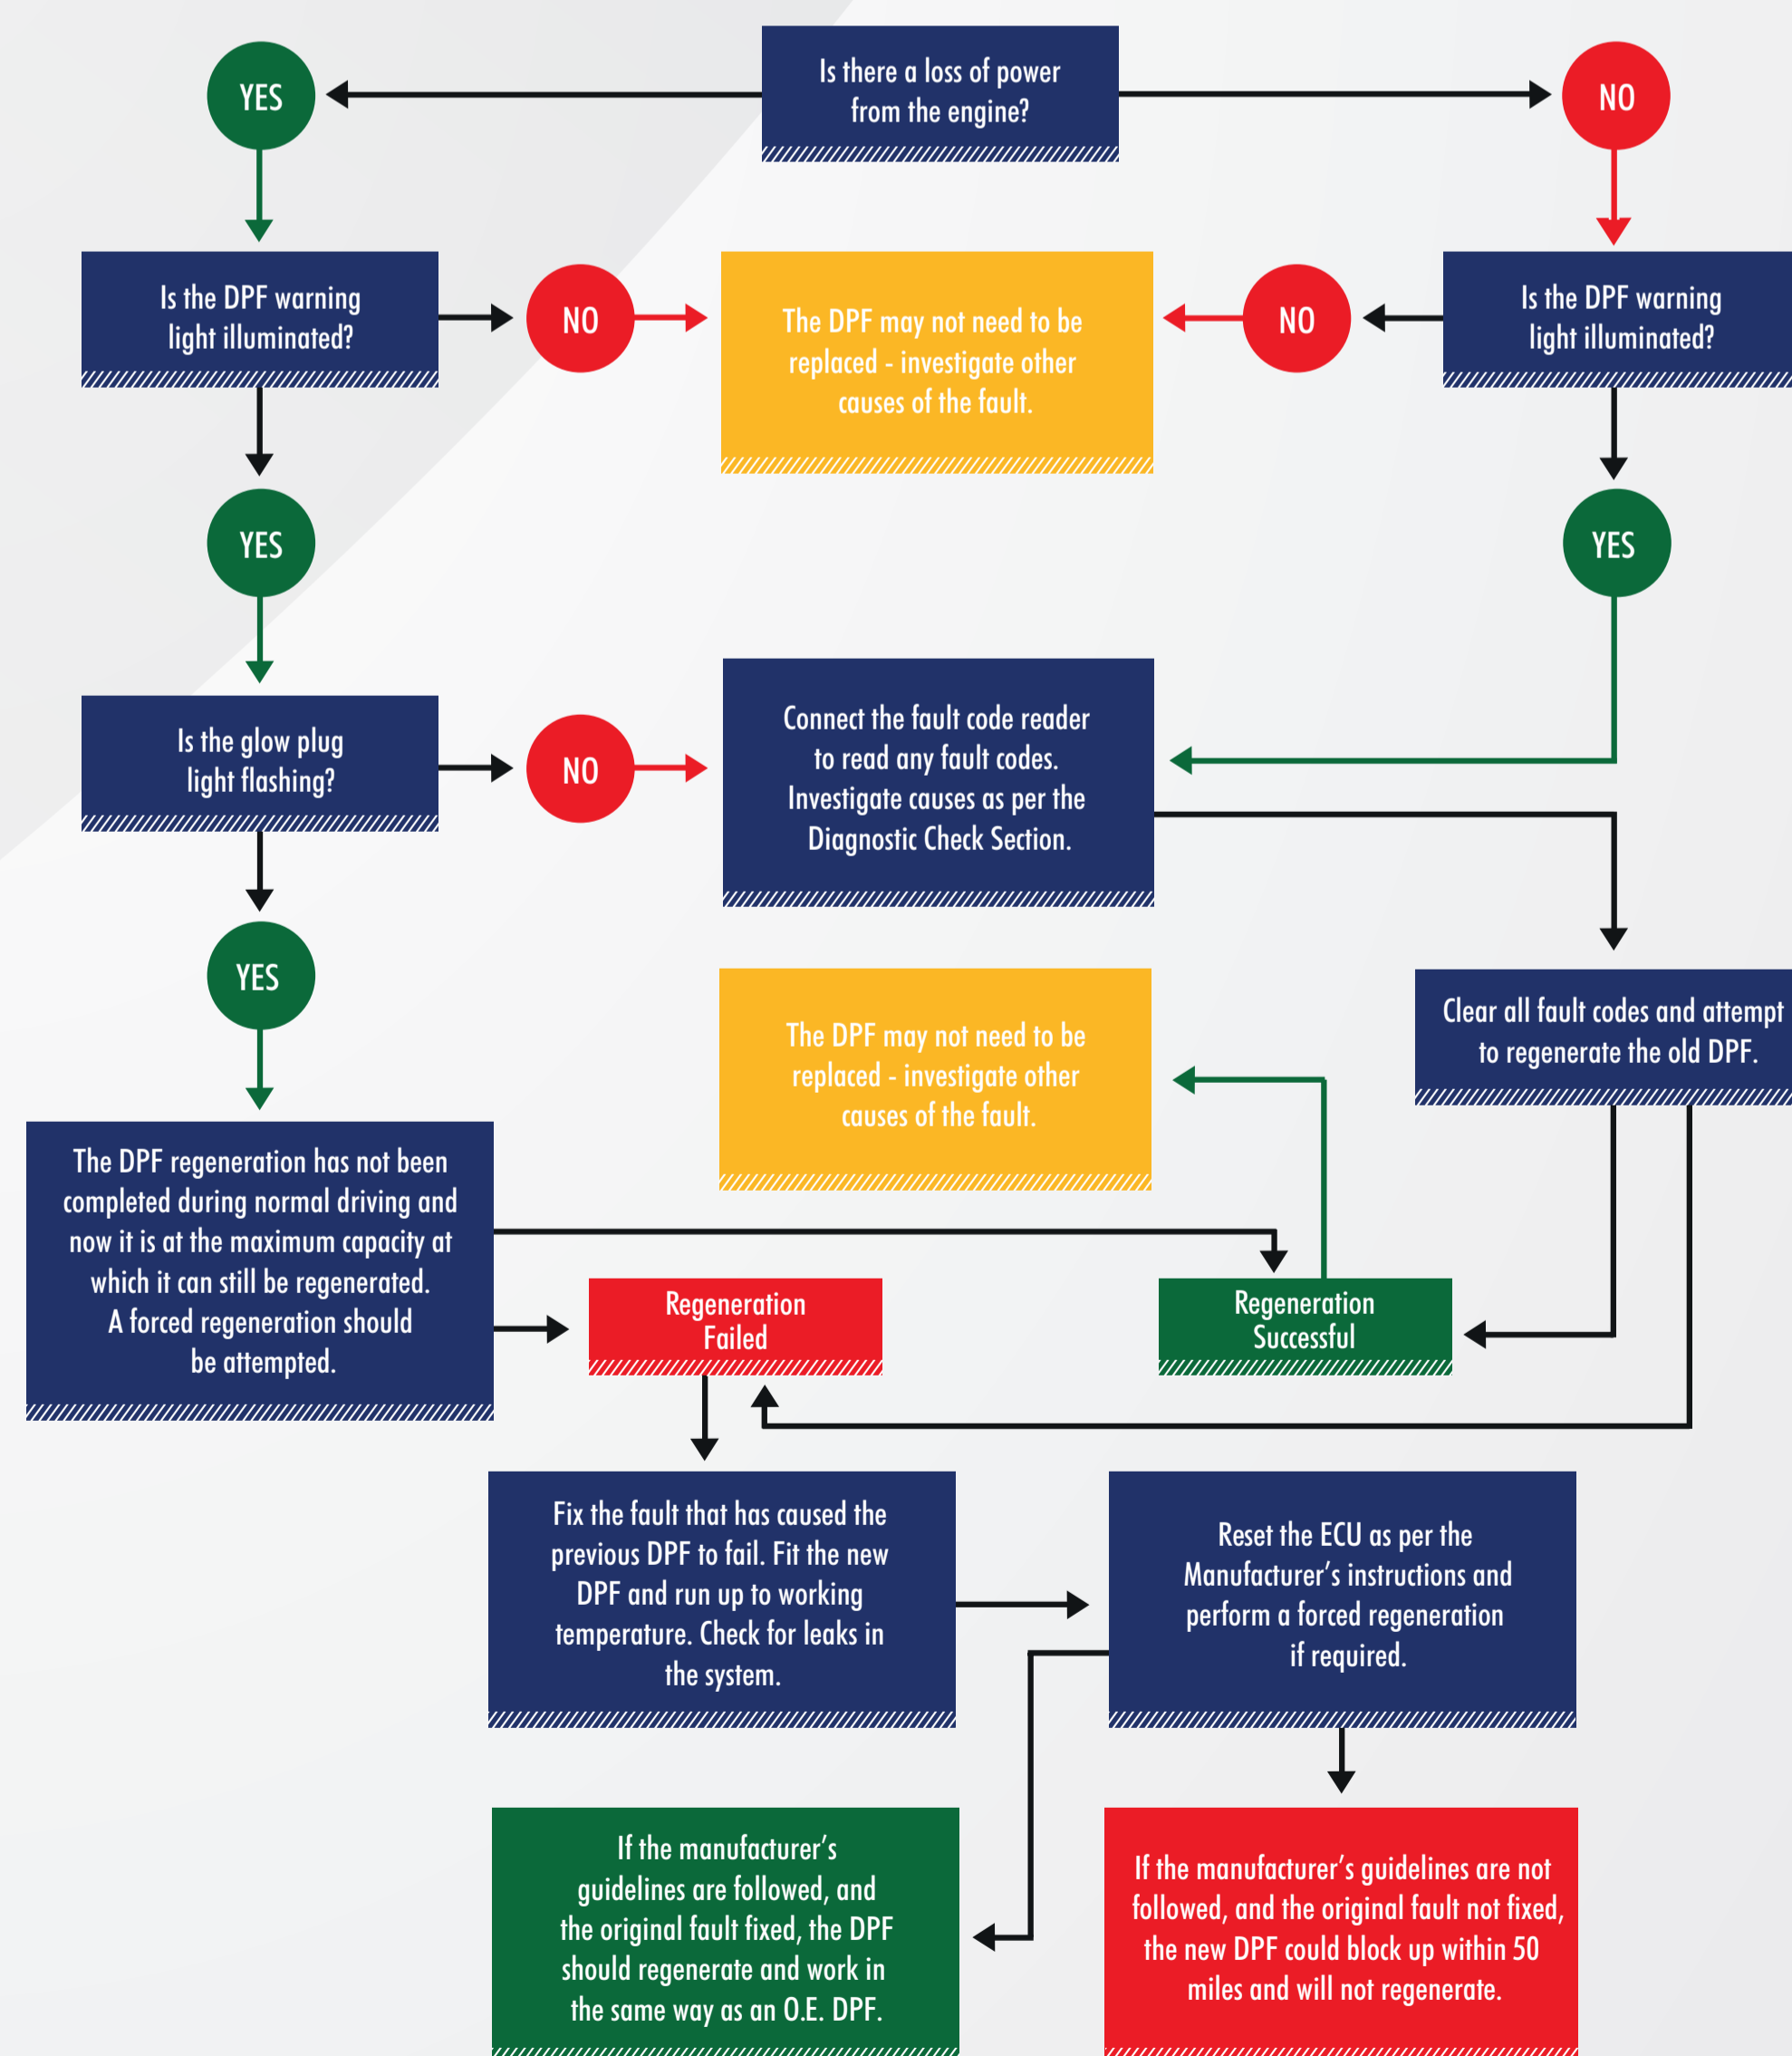 Is there a loss of power
from the engine?
YES
NO
Is the DPF warning
light illuminated?
NO
The DPF may not need to be
replaced - investigate other
causes of the fault.
NO
Is the DPF warning
light illuminated?
YES
YES
Is the glow plug
light flashing?
NO
Connect the fault code reader
to read any fault codes.
Investigate causes as per the
Diagnostic Check Section.
YES
The DPF may not need to be
replaced - investigate other
causes of the fault.
Clear all fault codes and attempt
to regenerate the old DPF.
The DPF regeneration has not been
completed during normal driving and
now it is at the maximum capacity at
which it can still be regenerated.
A forced regeneration should
be attempted.
Regeneration
Failed
Regeneration
Successful
Fix the fault that has caused the
previous DPF to fail. Fit the new
DPF and run up to working
temperature. Check for leaks in
the system.
Reset the ECU as per the
Manufacturer’s instructions and
perform a forced regeneration
if required.
If the manufacturer’s
guidelines are followed, and
the original fault fixed, the DPF
should regenerate and work in
the same way as an O.E. DPF.
If the manufacturer’s guidelines are not
followed, and the original fault not fixed,
the new DPF could block up within 50
miles and will not regenerate.